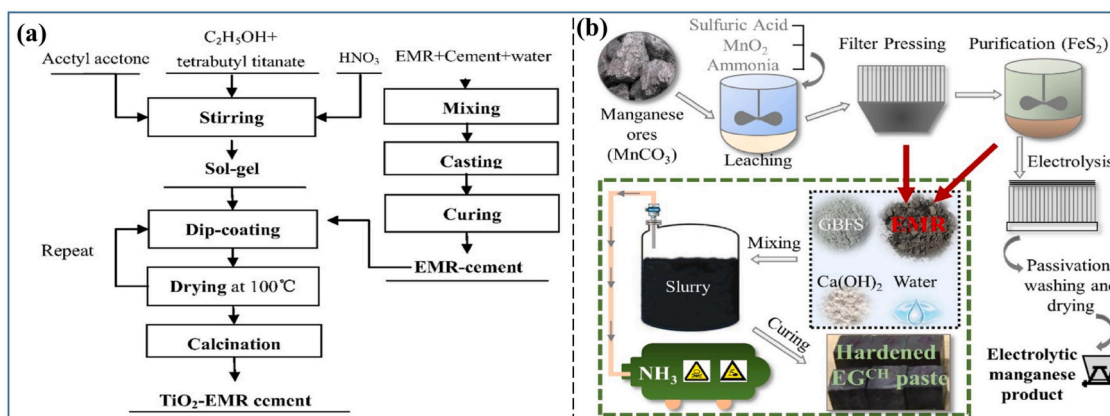 (a)
C₂H₅OH+
tetrabutyl titanate
Acetyl acetone
HNO₃
EMR+Cement+water
Stirring
Mixing
Sol-gel
Casting
Dip-coating
Curing
Repeat
Drying at 100℃
EMR-cement
Calcination
TiO₂-EMR cement
(b)
Sulfuric Acid
MnO₂
Ammonia
Filter Pressing
Purification (FeS₂)
Manganese
ores
(MnCO₃)
Leaching
Electrolysis
GBFS
EMR
Mixing
Slurry
Ca(OH)₂
Water
Passivation,
washing and
drying
Curing
NH₃
Hardened
EG^CH paste
Electrolytic
manganese
product